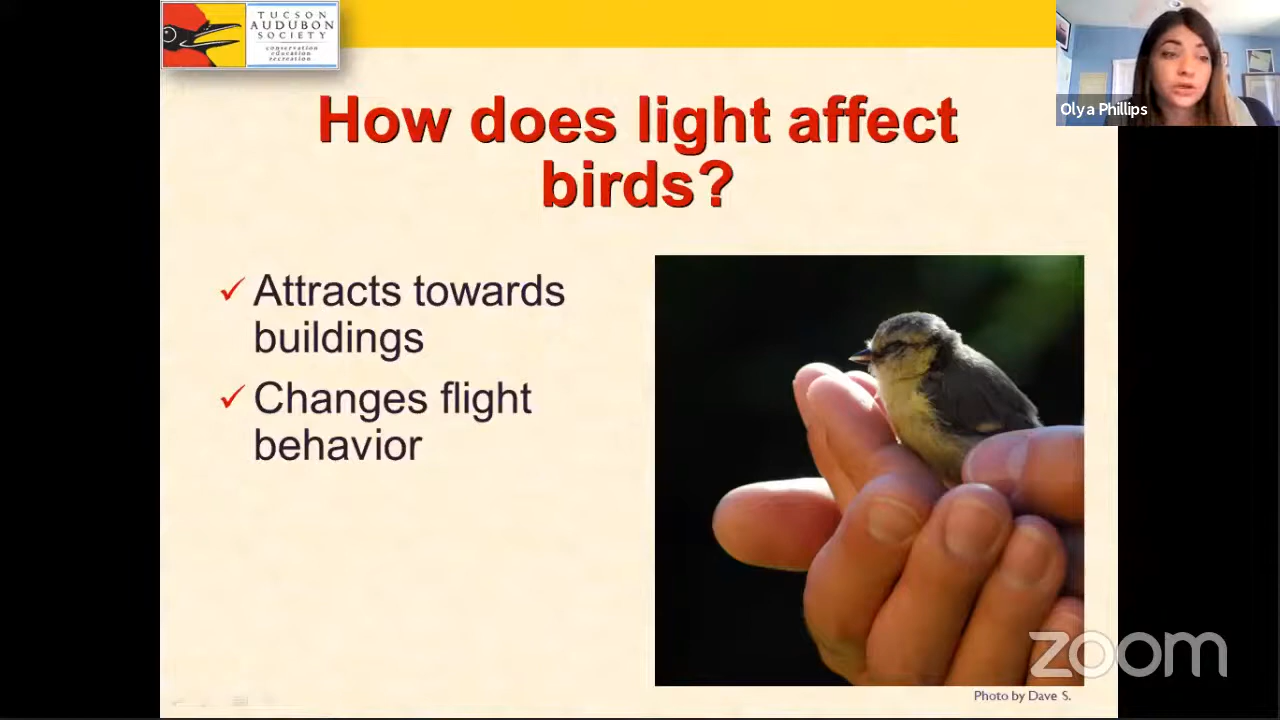 TUCSON
AUDUBON
SOCIETY
conservation
education
recreation
Olya Phillips
How does light affect
birds?
✓ Attracts towards
buildings
✓ Changes flight
behavior
zoom
Photo by Dave S.